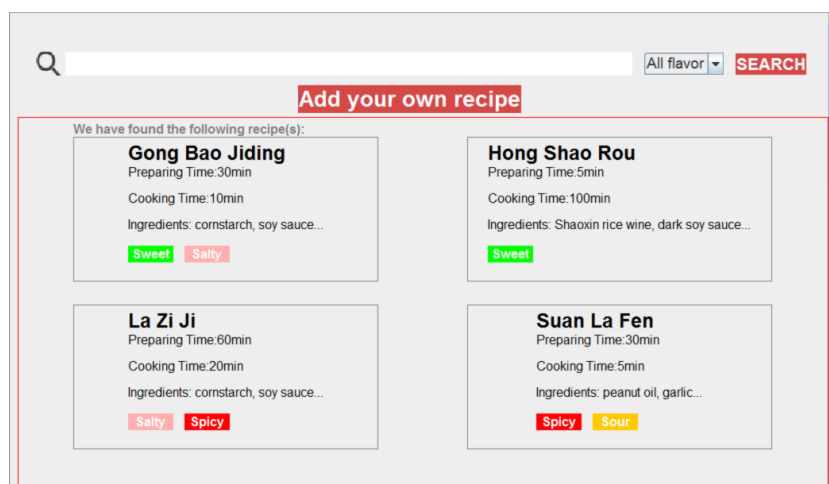 All flavor
SEARCH
Add your own recipe
We have found the following recipe(s):
Gong Bao Jiding
Preparing Time:30min
Cooking Time:10min
Ingredients: cornstarch, soy sauce...
Sweet Salty
Hong Shao Rou
Preparing Time:5min
Cooking Time:100min
Ingredients: Shaoxin rice wine, dark soy sauce...
Sweet
La Zi Ji
Preparing Time:60min
Cooking Time:20min
Ingredients: cornstarch, soy sauce...
Salty Spicy
Suan La Fen
Preparing Time:30min
Cooking Time:5min
Ingredients: peanut oil, garlic...
Spicy Sour